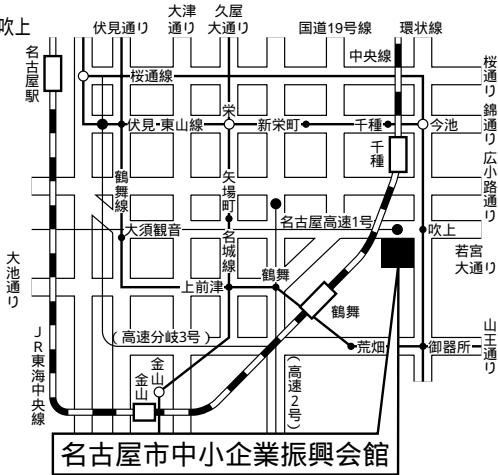 吹上
伏見通り
大津通り
久屋大通り
国道19号線
環状線
名古屋駅
中央線
桜通線
桜通り
栄
伏見
東山線
新栄町
千種
今池
錦通り
千種
広小路通り
鶴舞線
矢場町
名城線
大須観音
名古屋高速1号
吹上
若宮大通り
大池通り
鶴舞
上前津
鶴舞
(高速分岐3号)
JR東海中央線
金山
金山
(高速2号)
荒畑
御器所
山王通り
名古屋市中小企業振興会館